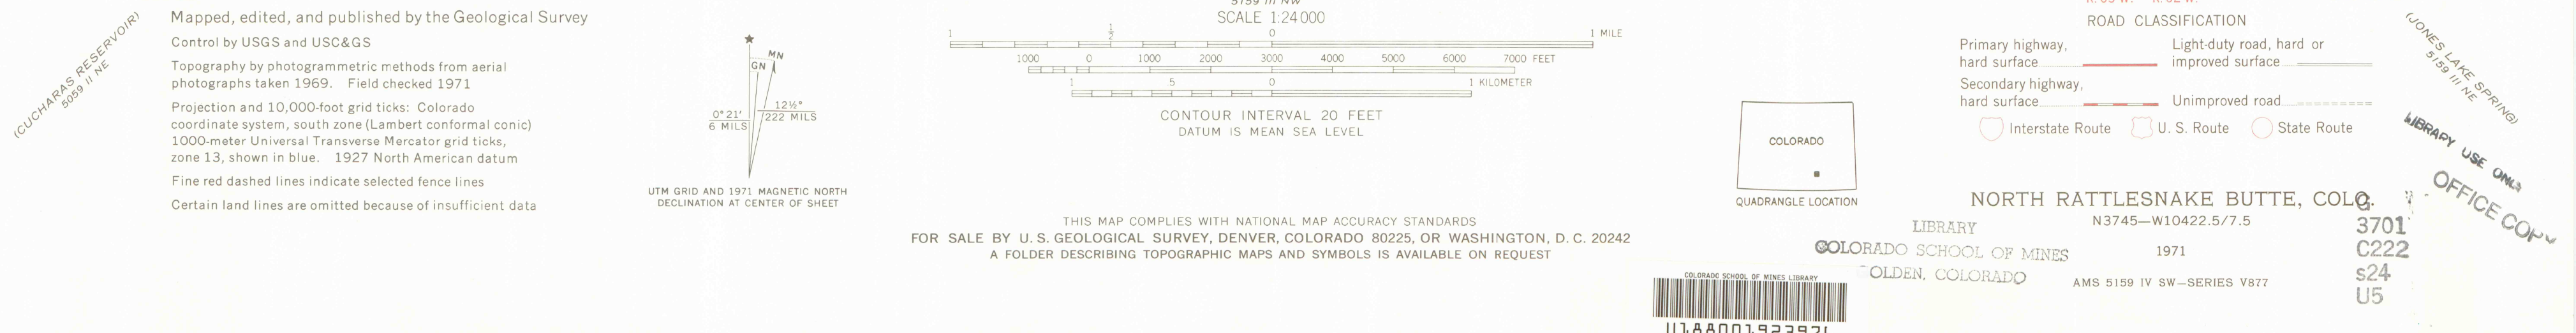 (CUCHARAS RESERVOIR)
5059 II NE
Mapped, edited, and published by the Geological Survey
Control by USGS and USC&GS
Topography by photogrammetric methods from aerial
photographs taken 1969. Field checked 1971
Projection and 10,000-foot grid ticks: Colorado
coordinate system, south zone (Lambert conformal conic)
1000-meter Universal Transverse Mercator grid ticks,
zone 13, shown in blue. 1927 North American datum
Fine red dashed lines indicate selected fence lines
Certain land lines are omitted because of insufficient data
MN
GN
0°21'
6 MILS
12½°
222 MILS
UTM GRID AND 1971 MAGNETIC NORTH
DECLINATION AT CENTER OF SHEET
5159 III NW
SCALE 1:24000
1 ½ 0 1 MILE
1000 0 1000 2000 3000 4000 5000 6000 7000 FEET
1 5 0 1 KILOMETER
CONTOUR INTERVAL 20 FEET
DATUM IS MEAN SEA LEVEL
THIS MAP COMPLIES WITH NATIONAL MAP ACCURACY STANDARDS
FOR SALE BY U. S. GEOLOGICAL SURVEY, DENVER, COLORADO 80225, OR WASHINGTON, D. C. 20242
A FOLDER DESCRIBING TOPOGRAPHIC MAPS AND SYMBOLS IS AVAILABLE ON REQUEST
COLORADO
QUADRANGLE LOCATION
ROAD CLASSIFICATION
Primary highway,
hard surface
Light-duty road, hard or
improved surface
Secondary highway,
hard surface
Unimproved road
Interstate Route
U. S. Route
State Route
(JONES LAKE SPRING)
5159 III NE
LIBRARY USE ONLY
OFFICE COPY
NORTH RATTLESNAKE BUTTE, COLO.
N3745—W10422.5/7.5
1971
AMS 5159 IV SW—SERIES V877
LIBRARY
COLORADO SCHOOL OF MINES
OLDEN, COLORADO
COLORADO SCHOOL OF MINES LIBRARY
G
3701
C222
s24
U5